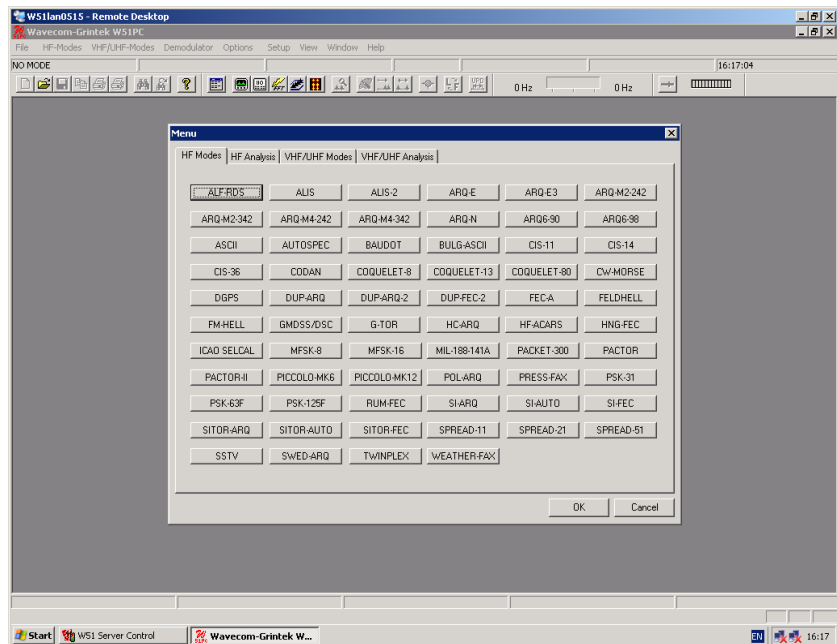 W51lan0515 - Remote Desktop
Wavecom-Grintek W51PC
File HF-Modes VHF/UHF-Modes Demodulator Options Setup View Window Help
NO MODE 16:17:04
0 Hz 0 Hz
Menu
HF Modes HF Analysis VHF/UHF Modes VHF/UHF Analysis
ALF-RDS ALIS ALIS-2 ARQ-E ARQ-E3 ARQ-M2-242
ARQ-M2-342 ARQ-M4-242 ARQ-M4-342 ARQ-N ARQ6-90 ARQ6-98
ASCII AUTOSPEC BAUDOT BULG-ASCII CIS-11 CIS-14
CIS-36 CODAN COQUELET-8 COQUELET-13 COQUELET-80 CW-MORSE
DGPS DUP-ARQ DUP-ARQ-2 DUP-FEC-2 FEC-A FELDHELL
FM-HELL GMDSS/DSC G-TOR HC-ARQ HF-ACARS HNG-FEC
ICAO SELCAL MFSK-8 MFSK-16 MIL-188-141A PACKET-300 PACTOR
PACTOR-II PICCOLO-MK6 PICCOLO-MK12 POL-ARQ PRESS-FAX PSK-31
PSK-63F PSK-125F RUM-FEC SI-ARQ SI-AUTO SI-FEC
SITOR-ARQ SITOR-AUTO SITOR-FEC SPREAD-11 SPREAD-21 SPREAD-51
SSTV SWED-ARQ TWINPLEX WEATHER-FAX
OK Cancel
Start W51 Server Control Wavecom-Grintek W... EN 16:17